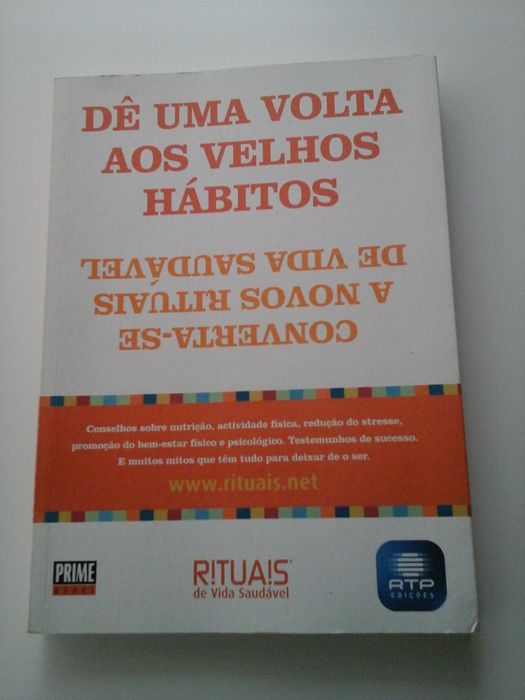 DÊ UMA VOLTA
AOS VELHOS
HÁBITOS
CONVERTA-SE
A NOVOS RITUAIS
DE VIDA SAUDÁVEL
Conselhos sobre nutrição, actividade física, redução do stresse,
promoção do bem-estar físico e psicológico. Testemunhos de sucesso.
E muitos mitos que têm tudo para deixar de o ser.
www.rituais.net
PRIME
BOOKS
R!TUA!S®
de Vida Saudável
RTP
EDIÇÕES